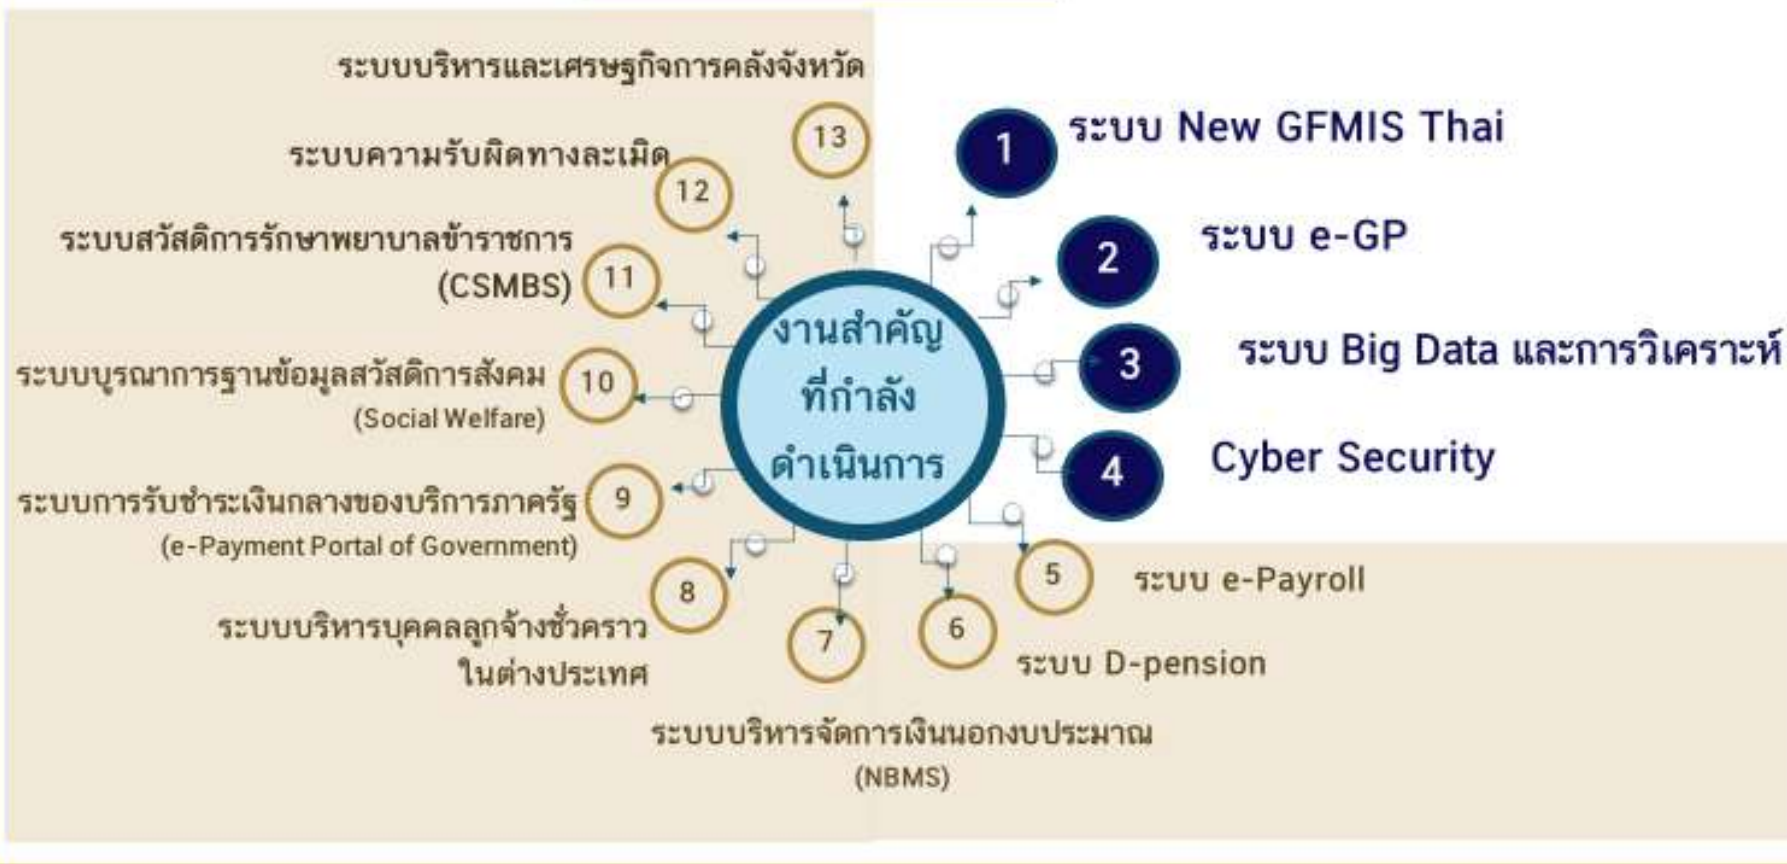 งานสำคัญ
ที่กำลัง
ดำเนินการ
1 ระบบ New GFMIS Thai
2 ระบบ e-GP
3 ระบบ Big Data และการวิเคราะห์
4 Cyber Security
5 ระบบ e-Payroll
6 ระบบ D-pension
7 ระบบบริหารจัดการเงินนอกงบประมาณ
(NBMS)
8 ระบบบริหารบุคคลลูกจ้างชั่วคราว
ในต่างประเทศ
9 ระบบการรับชำระเงินกลางของบริการภาครัฐ
(e-Payment Portal of Government)
10 ระบบบูรณาการฐานข้อมูลสวัสดิการสังคม
(Social Welfare)
11 ระบบสวัสดิการรักษาพยาบาลข้าราชการ
(CSMBS)
12 ระบบความรับผิดทางละเมิด
13 ระบบบริหารและเศรษฐกิจการคลังจังหวัด